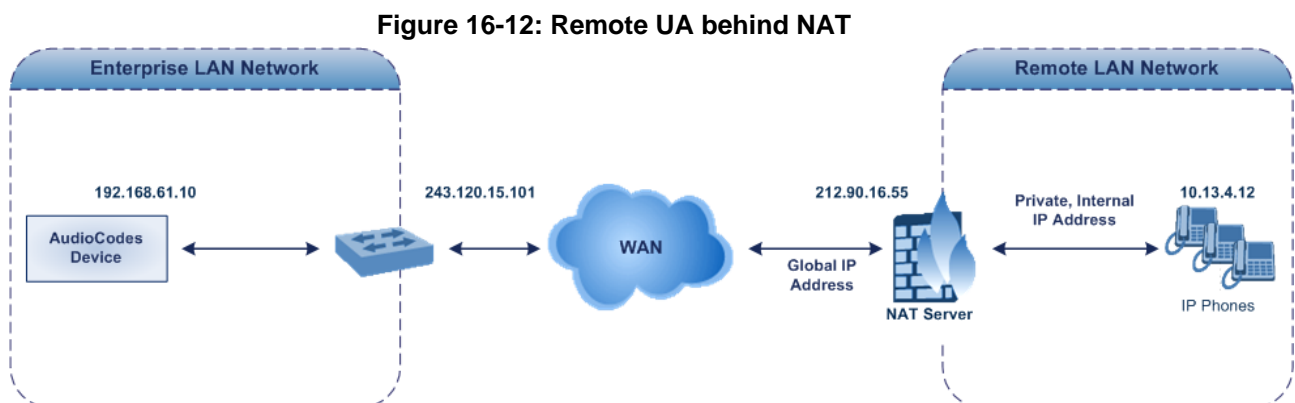 Figure 16-12: Remote UA behind NAT
Enterprise LAN Network
Remote LAN Network
192.168.61.10
243.120.15.101
212.90.16.55
Private, Internal
IP Address
10.13.4.12
AudioCodes
Device
WAN
Global IP
Address
NAT Server
IP Phones